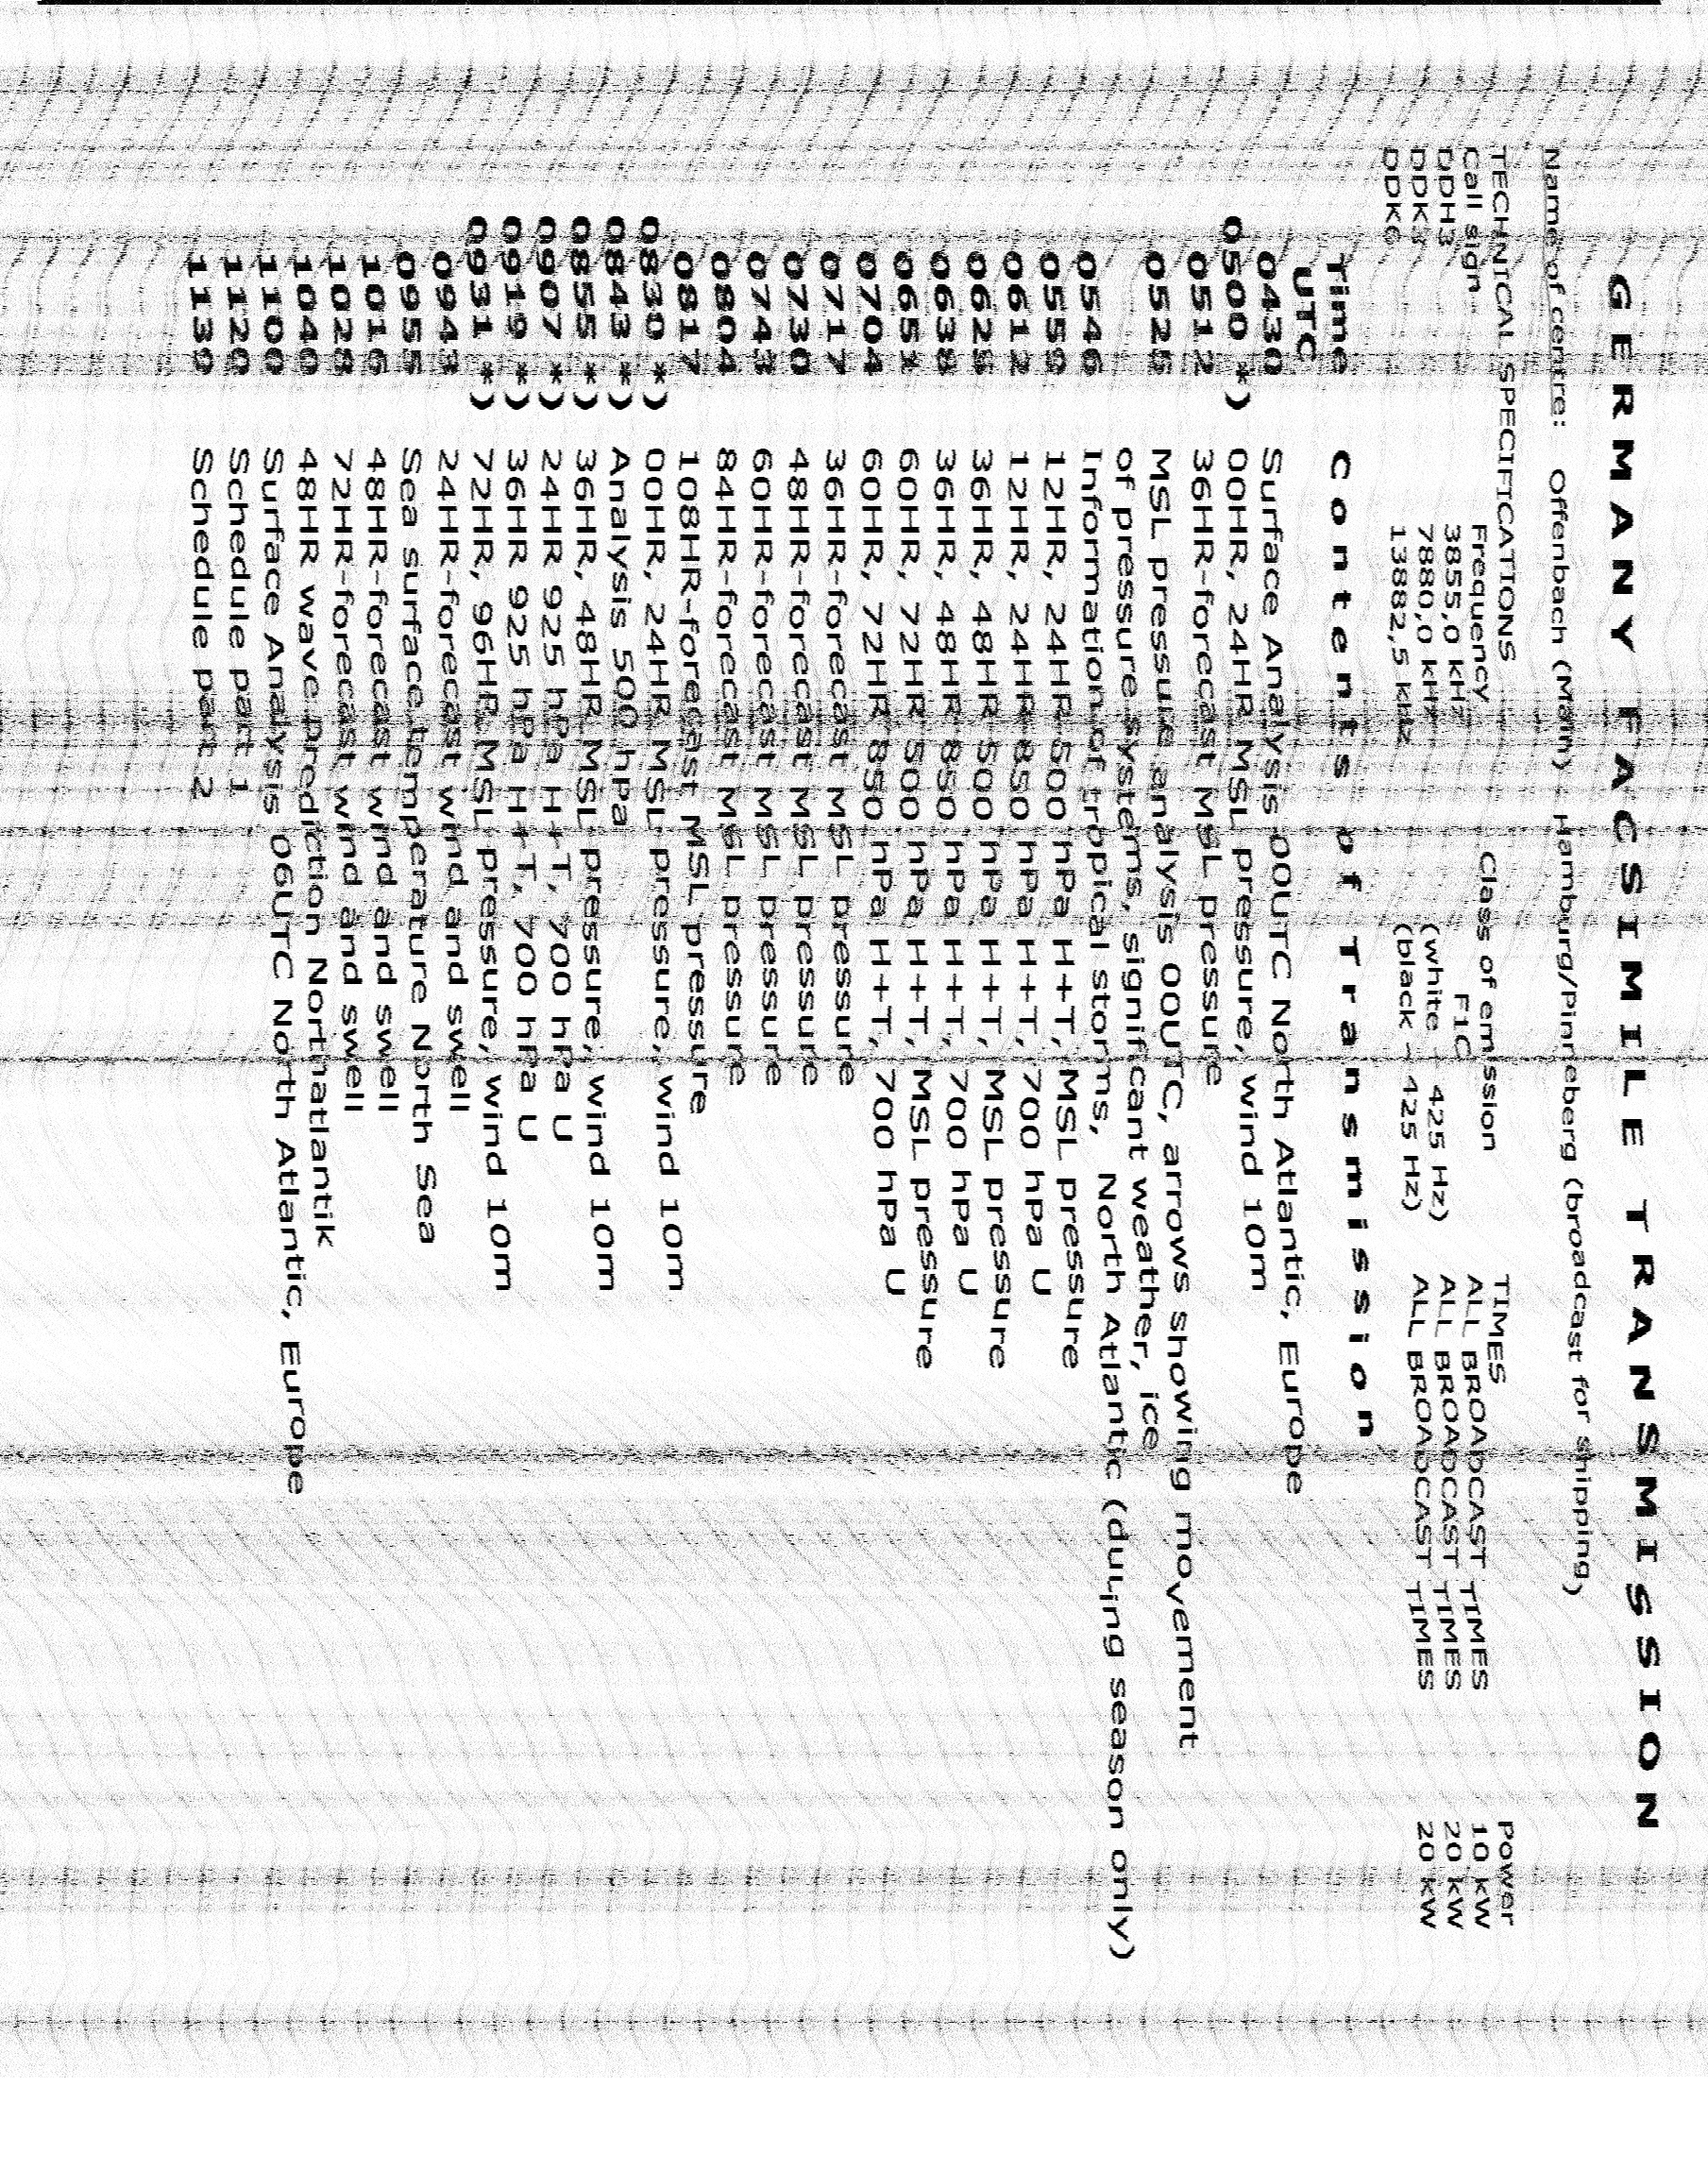 GERMANY FACSIMILE TRANSMISSION
Name of centre: Offenbach (Main) Hamburg/Pinneberg (broadcast for shipping)
TECHNICAL SPECIFICATIONS
Call sign Frequency Class of emission TIMES Power
DDH3 3855,0 kHz F1C ALL BROADCAST TIMES 10 kW
DDK3 7880,0 kHz (white - 425 Hz) ALL BROADCAST TIMES 20 kW
DDK6 13882,5 kHz (black - 425 Hz) ALL BROADCAST TIMES 20 kW
Time Contents of Transmission
UTC
0430 Surface Analysis 00UTC North Atlantic, Europe
0500 *) 00HR, 24HR MSL pressure, wind 10m
0512 36HR-forecast MSL pressure
0525 MSL pressure analysis 00UTC, arrows showing movement
of pressure systems, significant weather, ice
0546 Information of tropical storms, North Atlantic (during season only)
0559 12HR, 24HR 500 hPa H+T, MSL pressure
0612 12HR, 24HR 850 hPa H+T, 700 hPa U
0625 36HR, 48HR 500 hPa H+T, MSL pressure
0638 36HR, 48HR 850 hPa H+T, 700 hPa U
0651 60HR, 72HR 500 hPa H+T, MSL pressure
0704 60HR, 72HR 850 hPa H+T, 700 hPa U
0717 36HR-forecast MSL pressure
0730 48HR-forecast MSL pressure
0743 60HR-forecast MSL pressure
0804 84HR-forecast MSL pressure
0817 108HR-forecast MSL pressure
0830 *) 00HR, 24HR MSL pressure, wind 10m
0843 *) Analysis 500 hPa
0855 *) 36HR, 48HR MSL pressure, wind 10m
0907 *) 24HR 925 hPa H+T, 700 hPa U
0919 *) 36HR 925 hPa H+T, 700 hPa U
0931 *) 72HR, 96HR MSL pressure, wind 10m
0943 24HR-forecast wind and swell
0955 Sea surface temperature North Sea
1016 48HR-forecast wind and swell
1028 72HR-forecast wind and swell
1040 48HR wave prediction Northatlantik
1100 Surface Analysis 06UTC North Atlantic, Europe
1120 Schedule part 1
1139 Schedule part 2